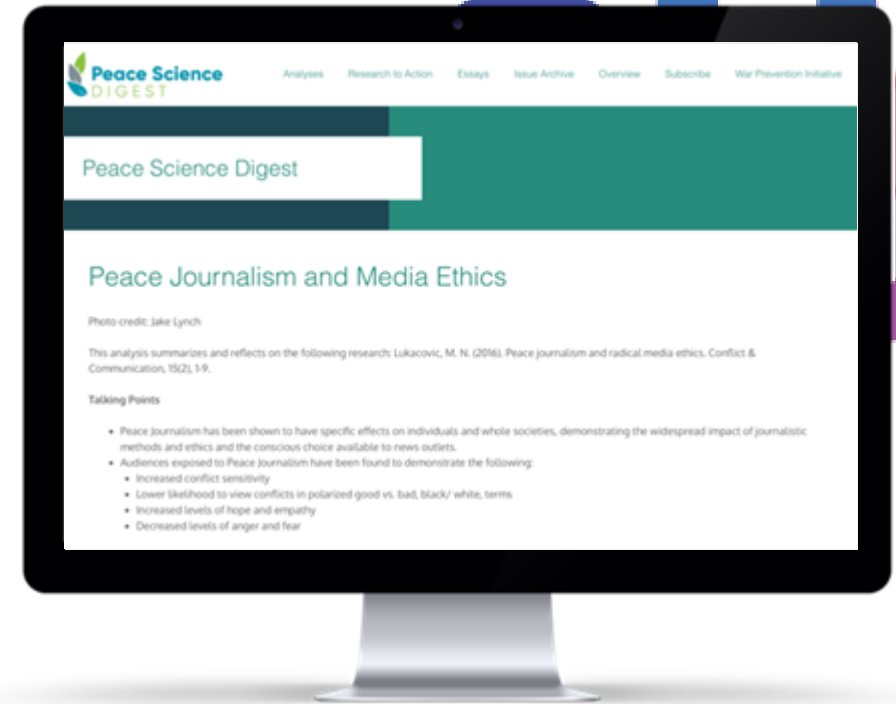 Peace Science
DIGEST
Analyses Research to Action Essays Issue Archive Overview Subscribe War Prevention Initiative
Peace Science Digest
Peace Journalism and Media Ethics
Photo credit: Jake Lynch
This analysis summarizes and reflects on the following research: Lukacovic, M. N. (2016). Peace journalism and radical media ethics. Conflict &
Communication, 15(2), 1-9.
Talking Points
• Peace Journalism has been shown to have specific effects on individuals and whole societies, demonstrating the widespread impact of journalistic
methods and ethics and the conscious choice available to news outlets.
• Audiences exposed to Peace Journalism have been found to demonstrate the following:
• Increased conflict sensitivity
• Lower likelihood to view conflicts in polarized good vs. bad, black/ white, terms
• Increased levels of hope and empathy
• Decreased levels of anger and fear